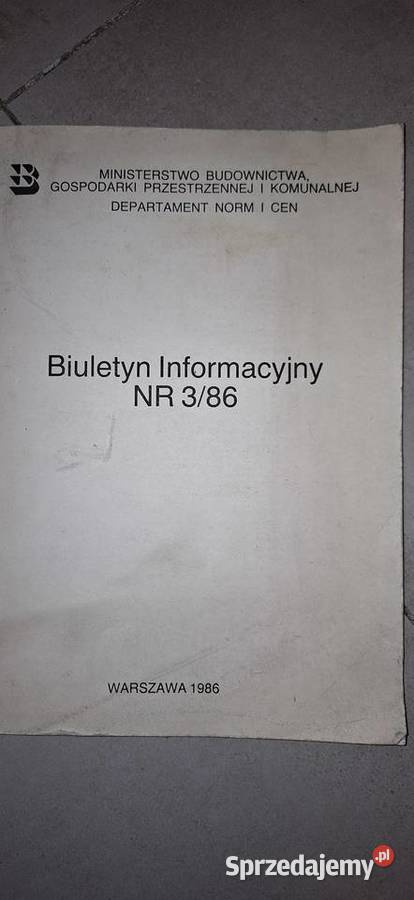 MINISTERSTWO BUDOWNICTWA,
GOSPODARKI PRZESTRZENNEJ I KOMUNALNEJ
DEPARTAMENT NORM I CEN
Biuletyn Informacyjny
NR 3/86
WARSZAWA 1986
Sprzedajemy.pl